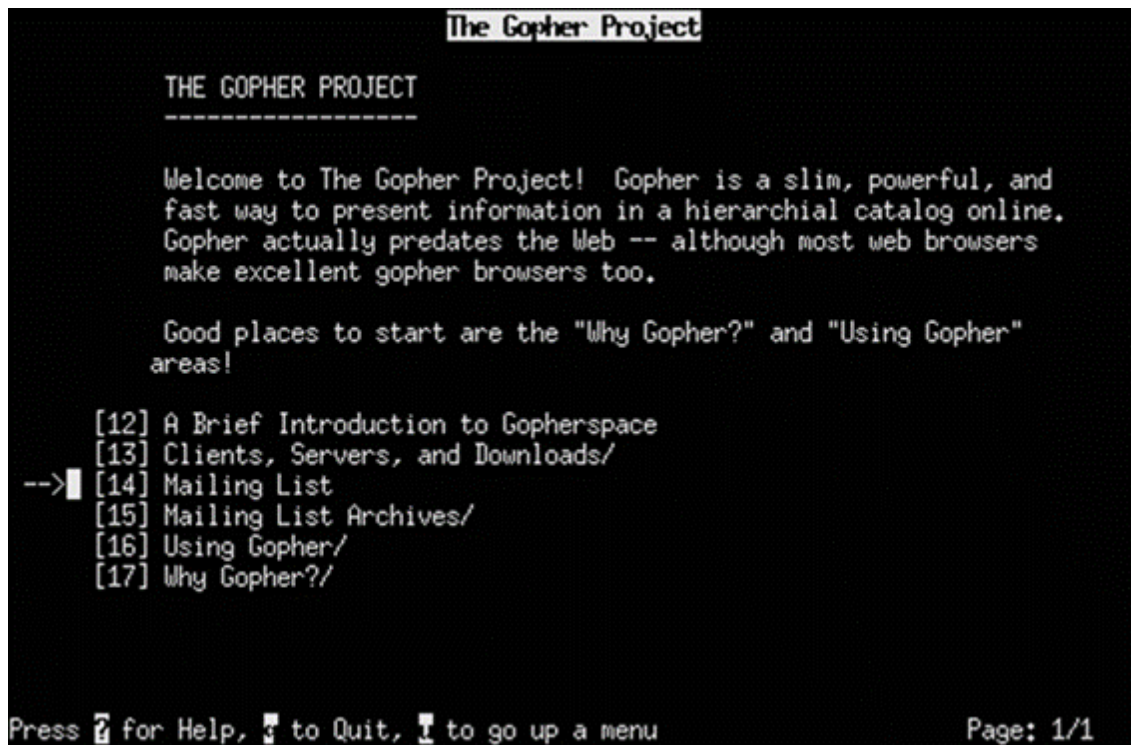 The Gopher Project
THE GOPHER PROJECT
------------------
Welcome to The Gopher Project!  Gopher is a slim, powerful, and
fast way to present information in a hierarchial catalog online.
Gopher actually predates the Web -- although most web browsers
make excellent gopher browsers too.
Good places to start are the "Why Gopher?" and "Using Gopher"
areas!
[12] A Brief Introduction to Gopherspace
[13] Clients, Servers, and Downloads/
--> [14] Mailing List
[15] Mailing List Archives/
[16] Using Gopher/
[17] Why Gopher?/
Press ? for Help, q to Quit, u to go up a menu Page: 1/1